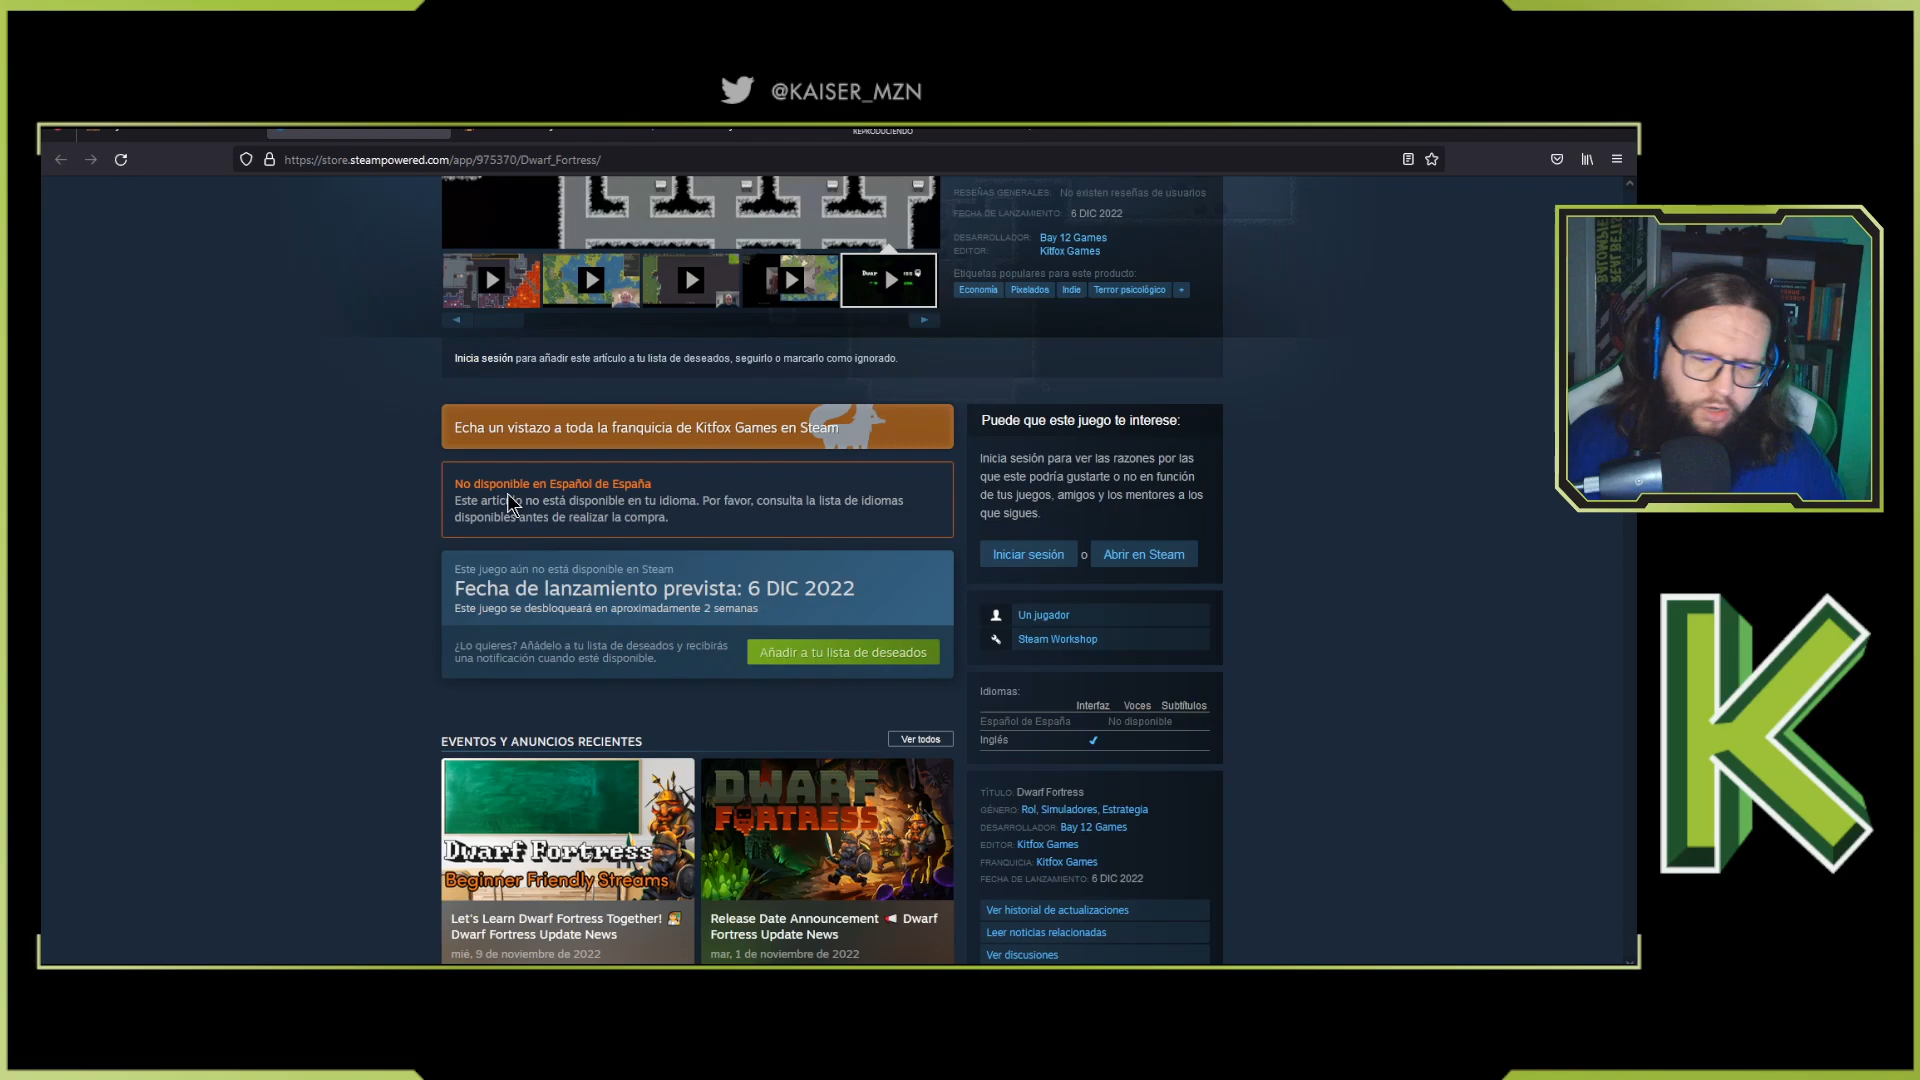 @KAISER_MZN
REPRODUCIENDO
https://store.steampowered.com/app/975370/Dwarf_Fortress/
RESEÑAS GENERALES: No existen reseñas de usuarios
FECHA DE LANZAMIENTO: 6 DIC 2022
DESARROLLADOR: Bay 12 Games
EDITOR: Kitfox Games
Etiquetas populares para este producto:
Economía Pixelados Indie Terror psicológico +
Inicia sesión para añadir este artículo a tu lista de deseados, seguirlo o marcarlo como ignorado.
Echa un vistazo a toda la franquicia de Kitfox Games en Steam
No disponible en Español de España
Este artículo no está disponible en tu idioma. Por favor, consulta la lista de idiomas
disponibles antes de realizar la compra.
Este juego aún no está disponible en Steam
Fecha de lanzamiento prevista: 6 DIC 2022
Este juego se desbloqueará en aproximadamente 2 semanas
¿Lo quieres? Añádelo a tu lista de deseados y recibirás
una notificación cuando esté disponible.
Añadir a tu lista de deseados
EVENTOS Y ANUNCIOS RECIENTES
Ver todos
Dwarf Fortress
Beginner Friendly Streams
Let's Learn Dwarf Fortress Together!
Dwarf Fortress Update News
mié, 9 de noviembre de 2022
DWARF
FORTRESS
Release Date Announcement Dwarf
Fortress Update News
mar, 1 de noviembre de 2022
Puede que este juego te interese:
Inicia sesión para ver las razones por las
que este podría gustarte o no en función
de tus juegos, amigos y los mentores a los
que sigues.
Iniciar sesión o Abrir en Steam
Un jugador
Steam Workshop
Idiomas:
Interfaz Voces Subtítulos
Español de España No disponible
Inglés ✔
TÍTULO: Dwarf Fortress
GÉNERO: Rol, Simuladores, Estrategia
DESARROLLADOR: Bay 12 Games
EDITOR: Kitfox Games
FRANQUICIA: Kitfox Games
FECHA DE LANZAMIENTO: 6 DIC 2022
Ver historial de actualizaciones
Leer noticias relacionadas
Ver discusiones
K